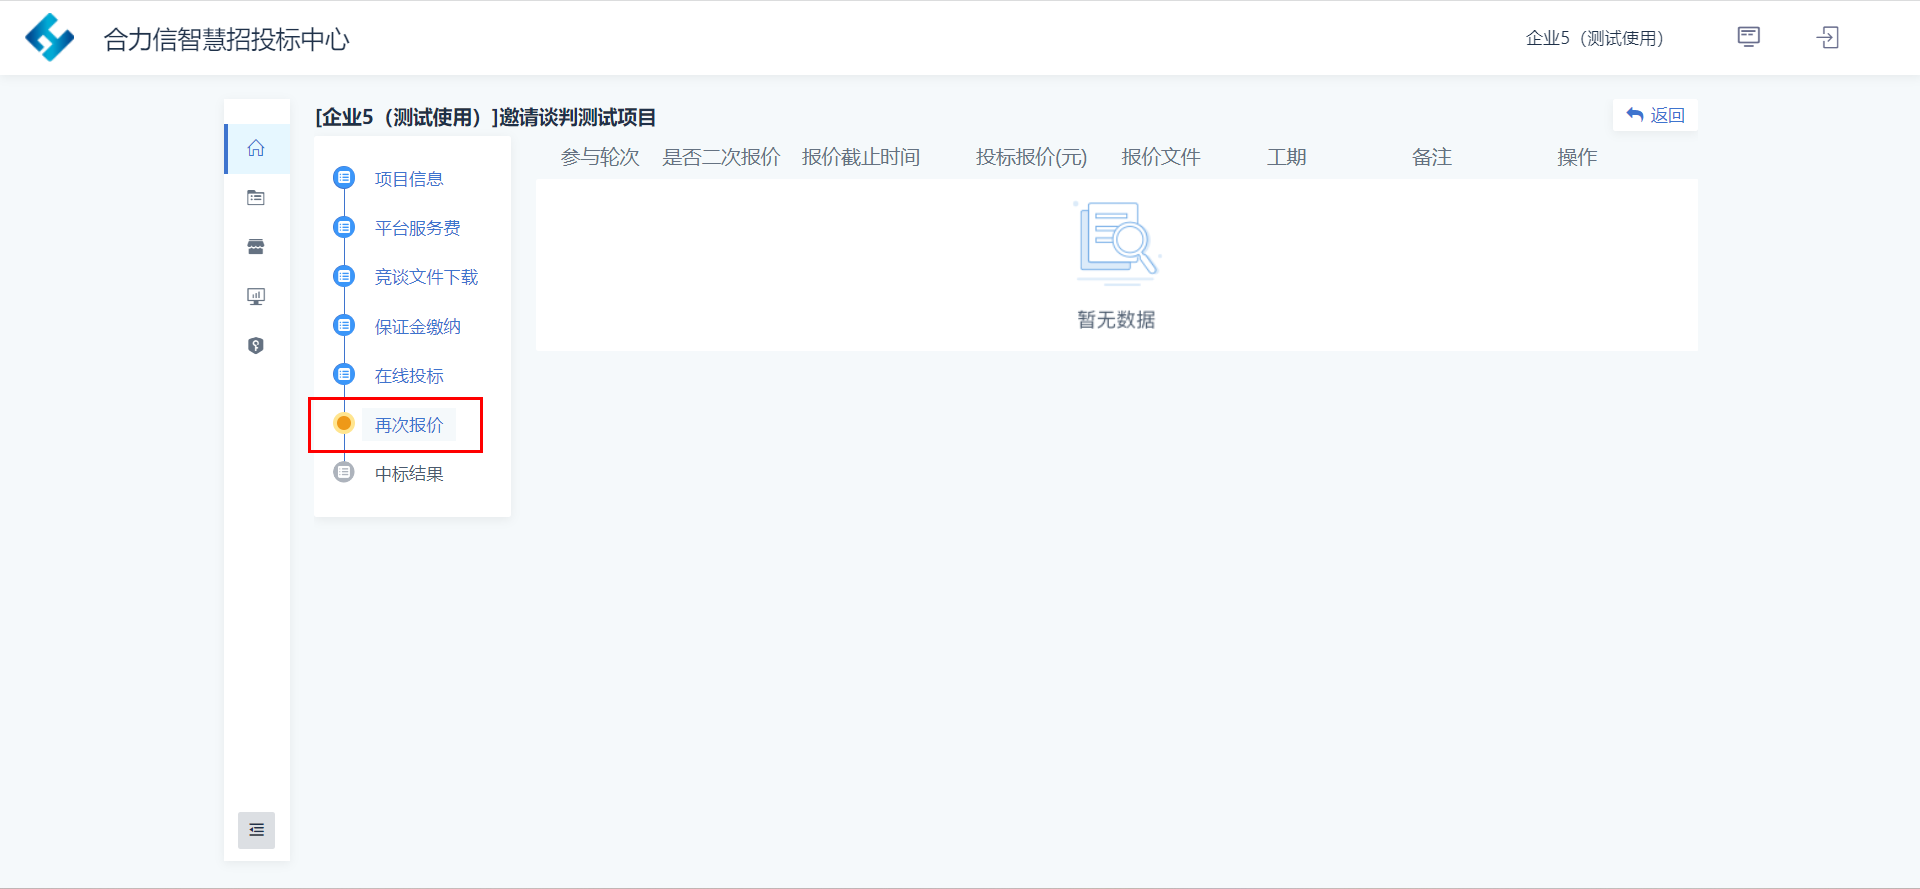 合力信智慧招投标中心
企业5（测试使用）
[企业5（测试使用）]邀请谈判测试项目
返回
项目信息
平台服务费
竞谈文件下载
保证金缴纳
在线投标
再次报价
中标结果
参与轮次 是否二次报价 报价截止时间 投标报价(元) 报价文件 工期 备注 操作
暂无数据